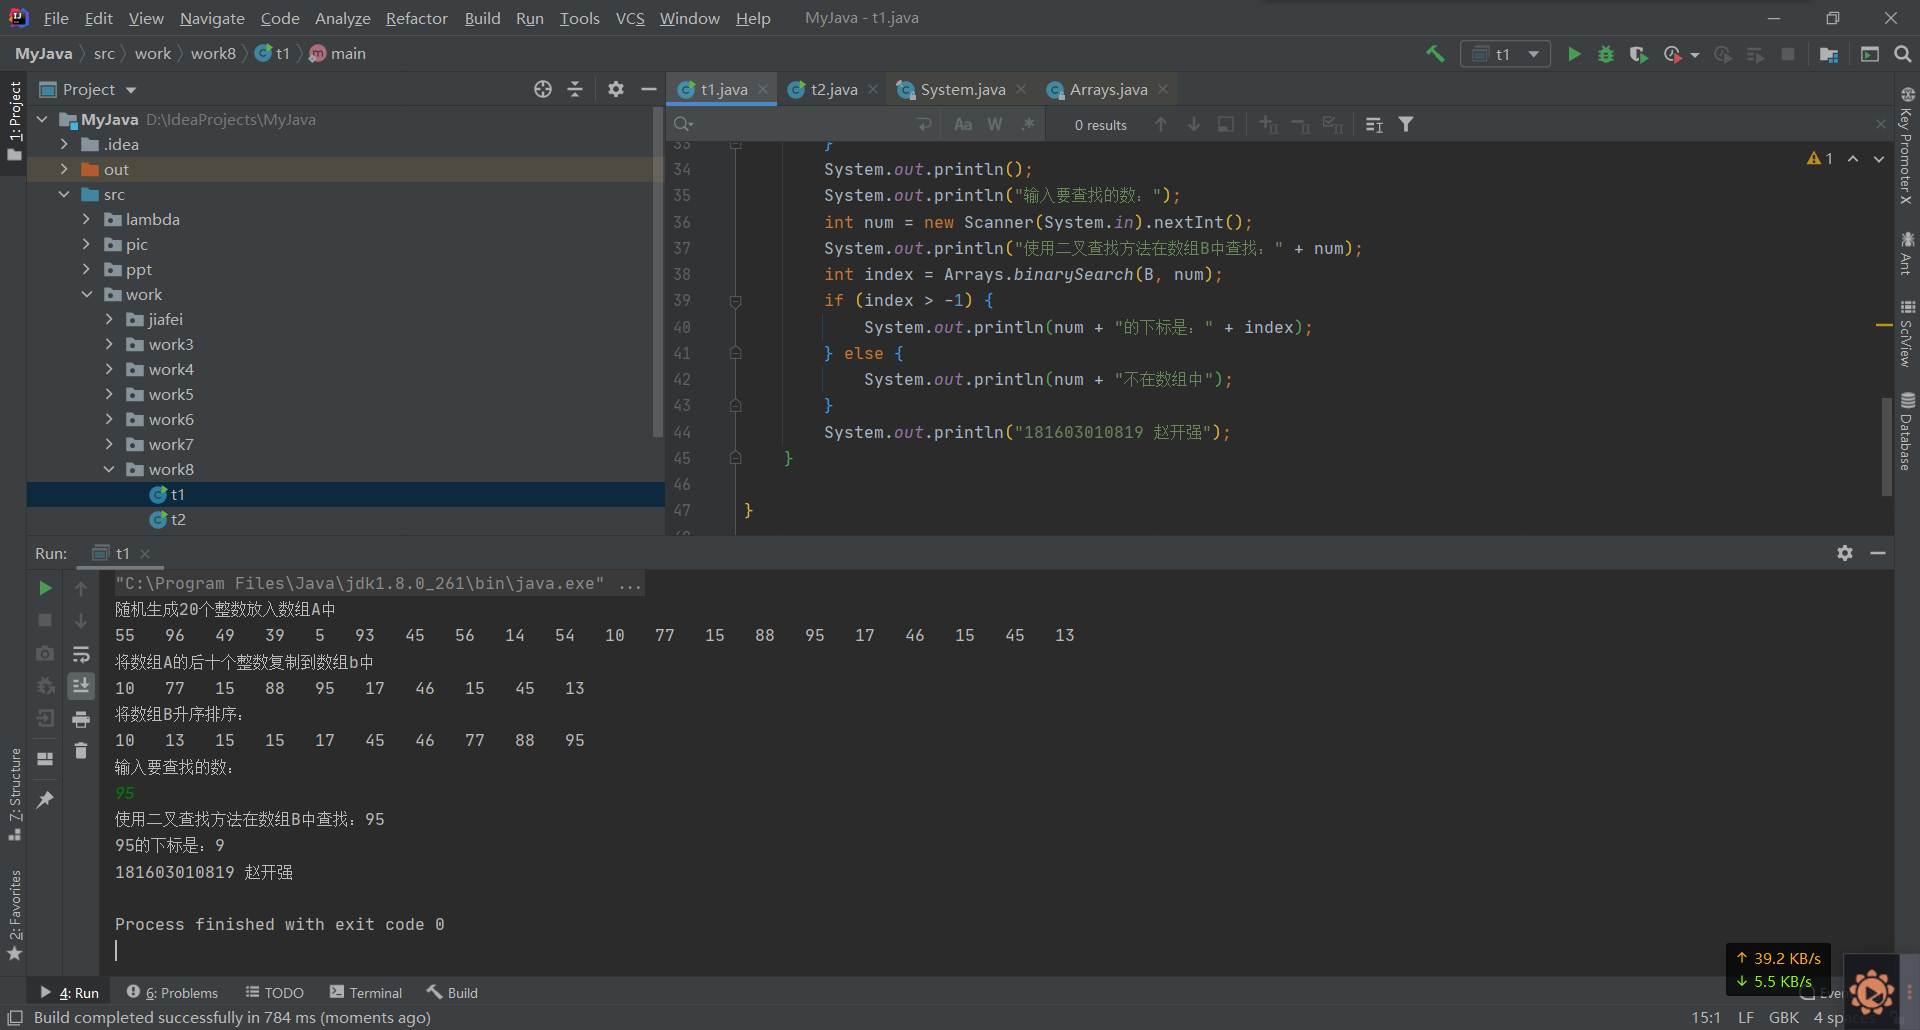 File Edit View Navigate Code Analyze Refactor Build Run Tools VCS Window Help MyJava - t1.java
MyJava src work work8 t1 main
t1
Project
t1.java t2.java System.java Arrays.java
MyJava D:\IdeaProjects\MyJava
.idea
out
src
lambda
pic
ppt
work
jiafei
work3
work4
work5
work6
work7
work8
t1
t2
Aa W .* 0 results
1
33 }
34 System.out.println();
35 System.out.println("输入要查找的数：");
36 int num = new Scanner(System.in).nextInt();
37 System.out.println("使用二叉查找方法在数组B中查找：" + num);
38 int index = Arrays.binarySearch(B, num);
39 if (index > -1) {
40 System.out.println(num + "的下标是：" + index);
41 } else {
42 System.out.println(num + "不在数组中");
43 }
44 System.out.println("181603010819 赵开强");
45 }
46
47 }
1: Project
7: Structure
2: Favorites
Key Promoter X
Ant
SciView
Database
Run: t1
"C:\Program Files\Java\jdk1.8.0_261\bin\java.exe" ...
随机生成20个整数放入数组A中
55 96 49 39 5 93 45 56 14 54 10 77 15 88 95 17 46 15 45 13
将数组A的后十个整数复制到数组b中
10 77 15 88 95 17 46 15 45 13
将数组B升序排序：
10 13 15 15 17 45 46 77 88 95
输入要查找的数：
95
使用二叉查找方法在数组B中查找：95
95的下标是：9
181603010819 赵开强
Process finished with exit code 0
↑ 39.2 KB/s
↓ 5.5 KB/s
4: Run 6: Problems TODO Terminal Build
Build completed successfully in 784 ms (moments ago) 15:1 LF GBK 4